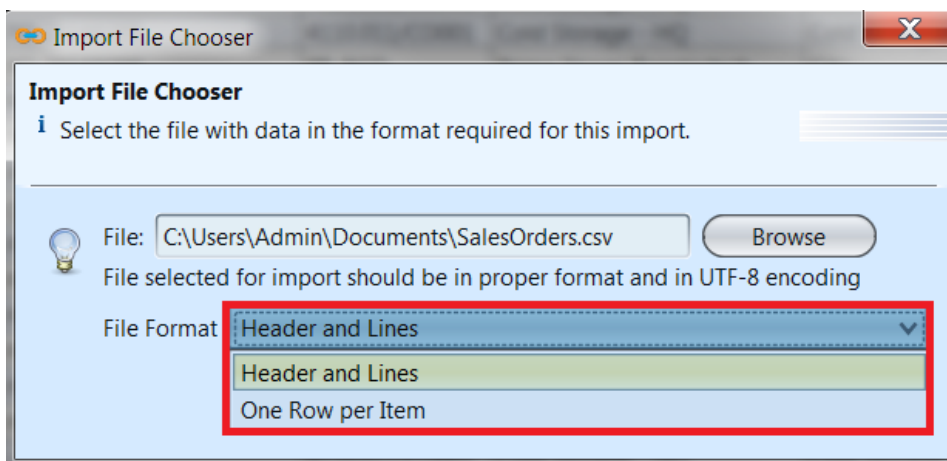 Import File Chooser
X
Import File Chooser
i Select the file with data in the format required for this import.
File: C:\Users\Admin\Documents\SalesOrders.csv Browse
File selected for import should be in proper format and in UTF-8 encoding
File Format Header and Lines
Header and Lines
One Row per Item